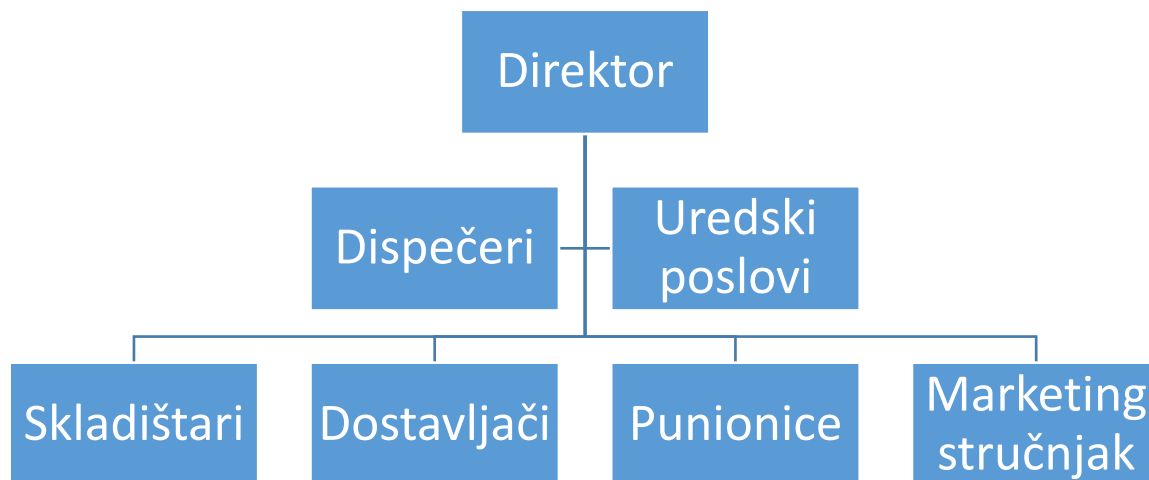 Direktor
Dispečeri
Uredski
poslovi
Skladištari
Dostavljači
Punionice
Marketing
stručnjak